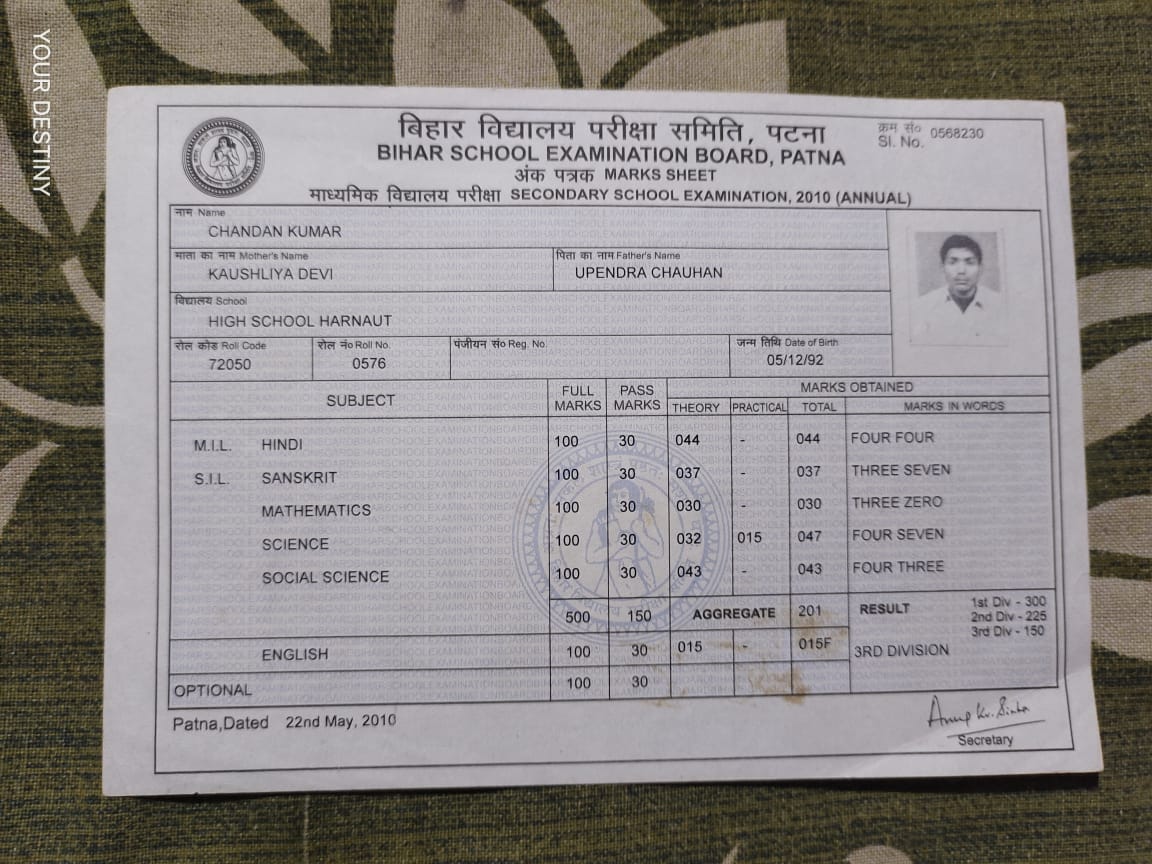 YOUR DESTINY
बिहार विद्यालय परीक्षा समिति, पटना
क्रम सं० 0568230
Sl. No.
BIHAR SCHOOL EXAMINATION BOARD, PATNA
अंक पत्रक MARKS SHEET
माध्यमिक विद्यालय परीक्षा SECONDARY SCHOOL EXAMINATION, 2010 (ANNUAL)
नाम Name
CHANDAN KUMAR
माता का नाम Mother's Name पिता का नाम Father's Name
KAUSHLIYA DEVI UPENDRA CHAUHAN
विद्यालय School
HIGH SCHOOL HARNAUT
रोल कोड Roll Code रोल नं० Roll No. पंजीयन सं० Reg. No. जन्म तिथि Date of Birth
72050 0576 05/12/92
SUBJECT FULL MARKS PASS MARKS MARKS OBTAINED
THEORY PRACTICAL TOTAL MARKS IN WORDS
M.I.L. HINDI 100 30 044 - 044 FOUR FOUR
S.I.L. SANSKRIT 100 30 037 - 037 THREE SEVEN
MATHEMATICS 100 30 030 - 030 THREE ZERO
SCIENCE 100 30 032 015 047 FOUR SEVEN
SOCIAL SCIENCE 100 30 043 - 043 FOUR THREE
500 150 AGGREGATE 201 RESULT 1st Div - 300
2nd Div - 225
3rd Div - 150
ENGLISH 100 30 015 - 015F 3RD DIVISION
OPTIONAL 100 30
Patna,Dated 22nd May, 2010
Anup Kr. Sinha
Secretary